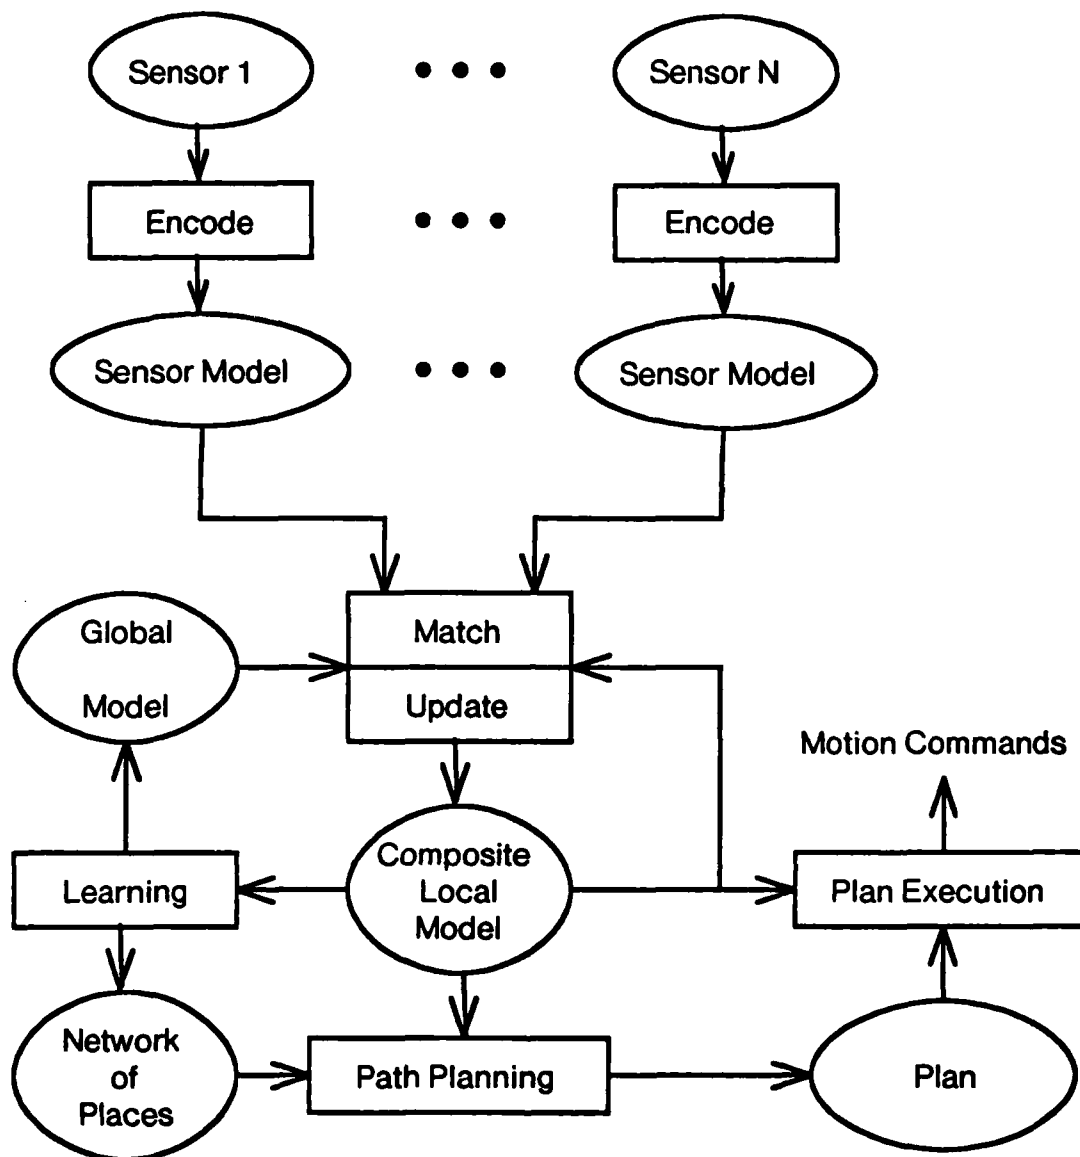 Sensor 1
Sensor N
Encode
Encode
Sensor Model
Sensor Model
Global
Model
Match
Update
Motion Commands
Composite
Local
Model
Learning
Plan Execution
Network
of
Places
Path Planning
Plan